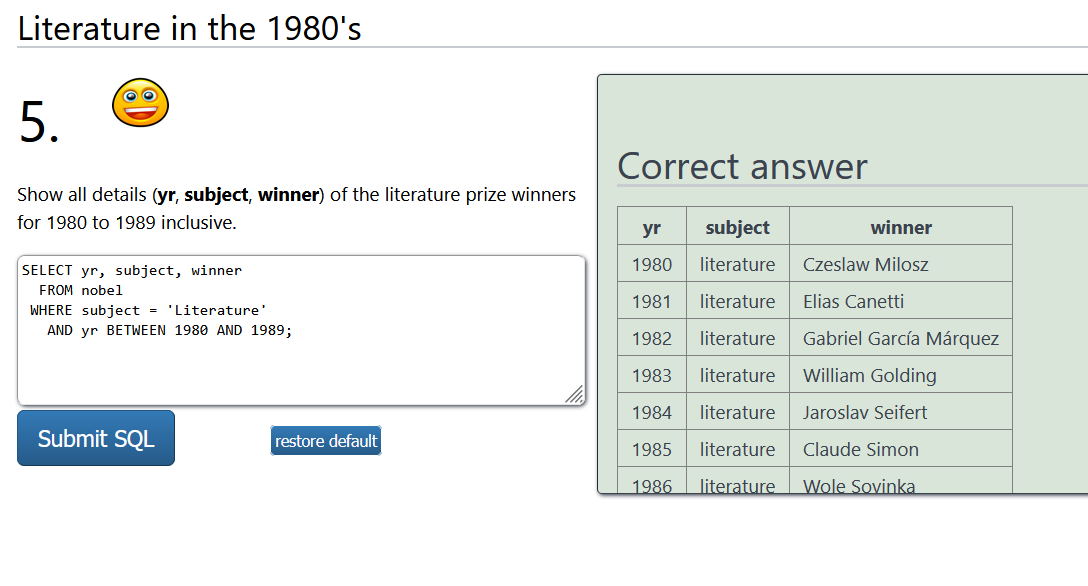 Literature in the 1980's
5.
Show all details (yr, subject, winner) of the literature prize winners
for 1980 to 1989 inclusive.
SELECT yr, subject, winner
  FROM nobel
 WHERE subject = 'Literature'
   AND yr BETWEEN 1980 AND 1989;
Submit SQL
restore default
Correct answer
yr subject winner
1980 literature Czeslaw Milosz
1981 literature Elias Canetti
1982 literature Gabriel García Márquez
1983 literature William Golding
1984 literature Jaroslav Seifert
1985 literature Claude Simon
1986 literature Wole Soyinka